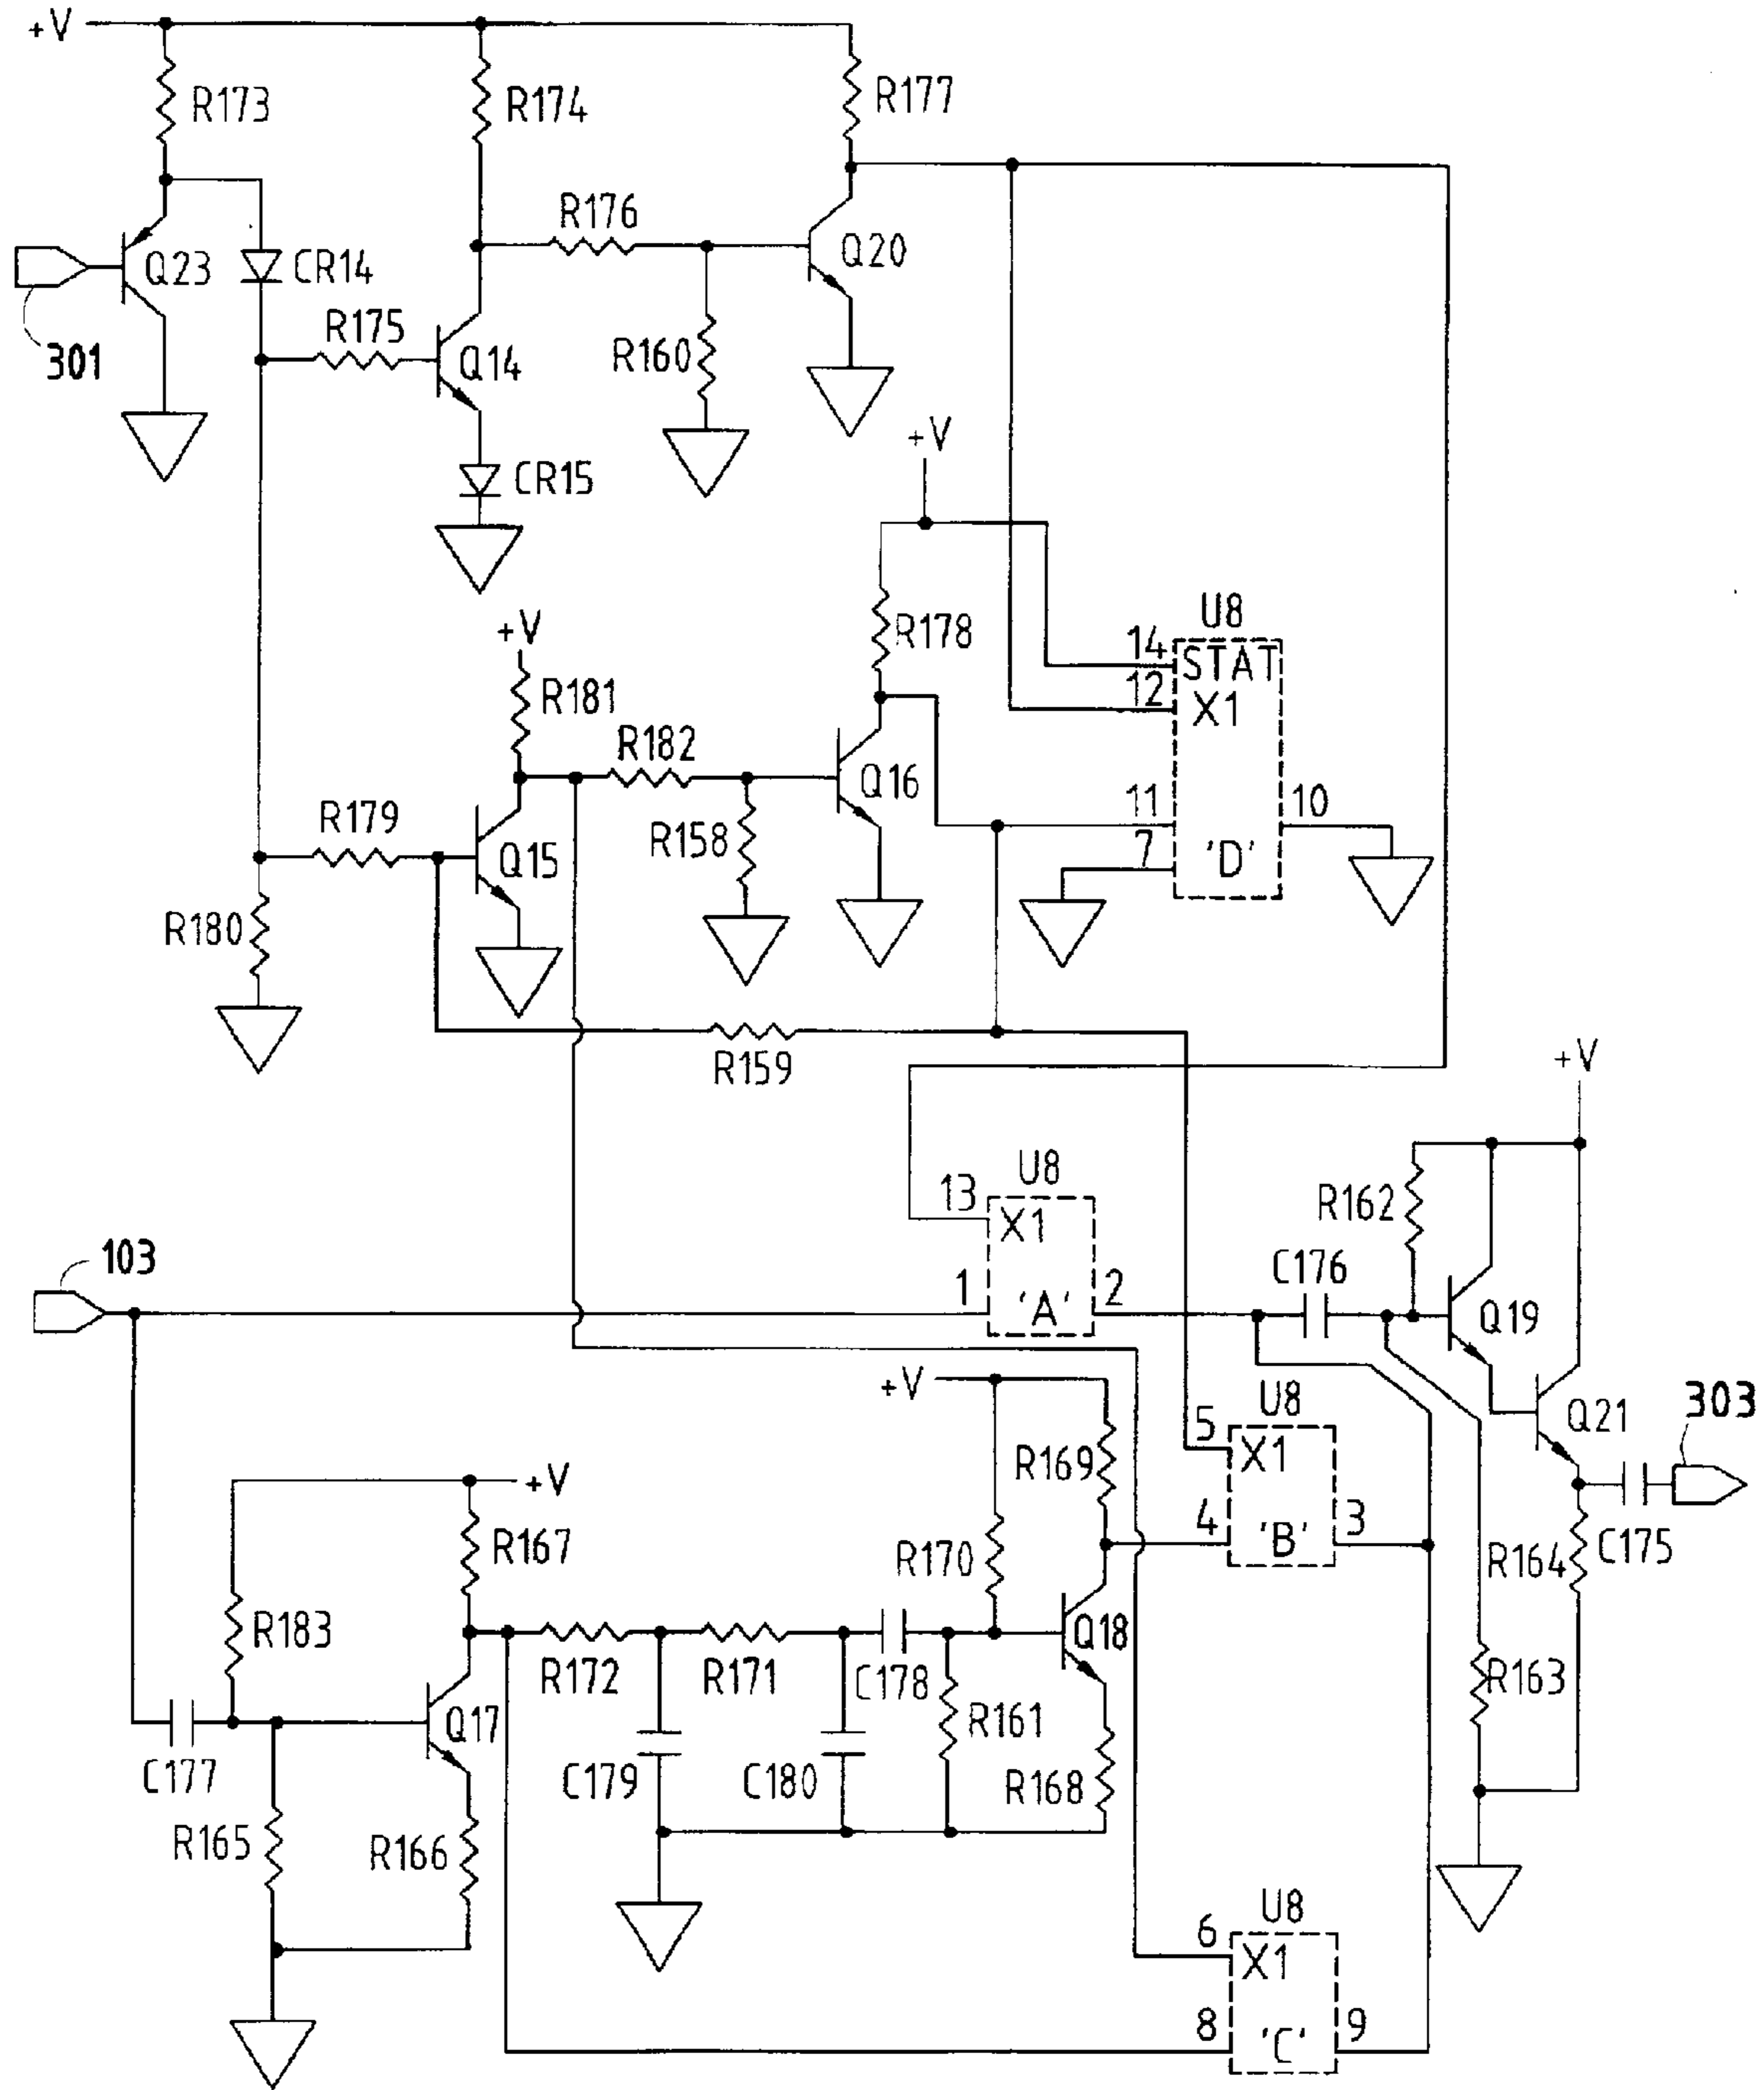 +V
R173
R174
R177
R176
Q23
CR14
Q20
R175
301
Q14
R160
+V
CR15
U8
+V
R178
14
STAT
12
X1
R181
R182
Q16
R179
11
10
R158
7
'D'
Q15
R180
R159
+V
U8
13
X1
R162
103
C176
1
'A'
2
Q19
+V
U8
303
5
Q21
X1
R169
+V
4
'B'
3
R167
R170
R164
C175
R183
Q18
R172
R171
C178
R163
Q17
R161
C177
C179
C180
R168
R165
R166
U8
6
X1
8
'C'
9